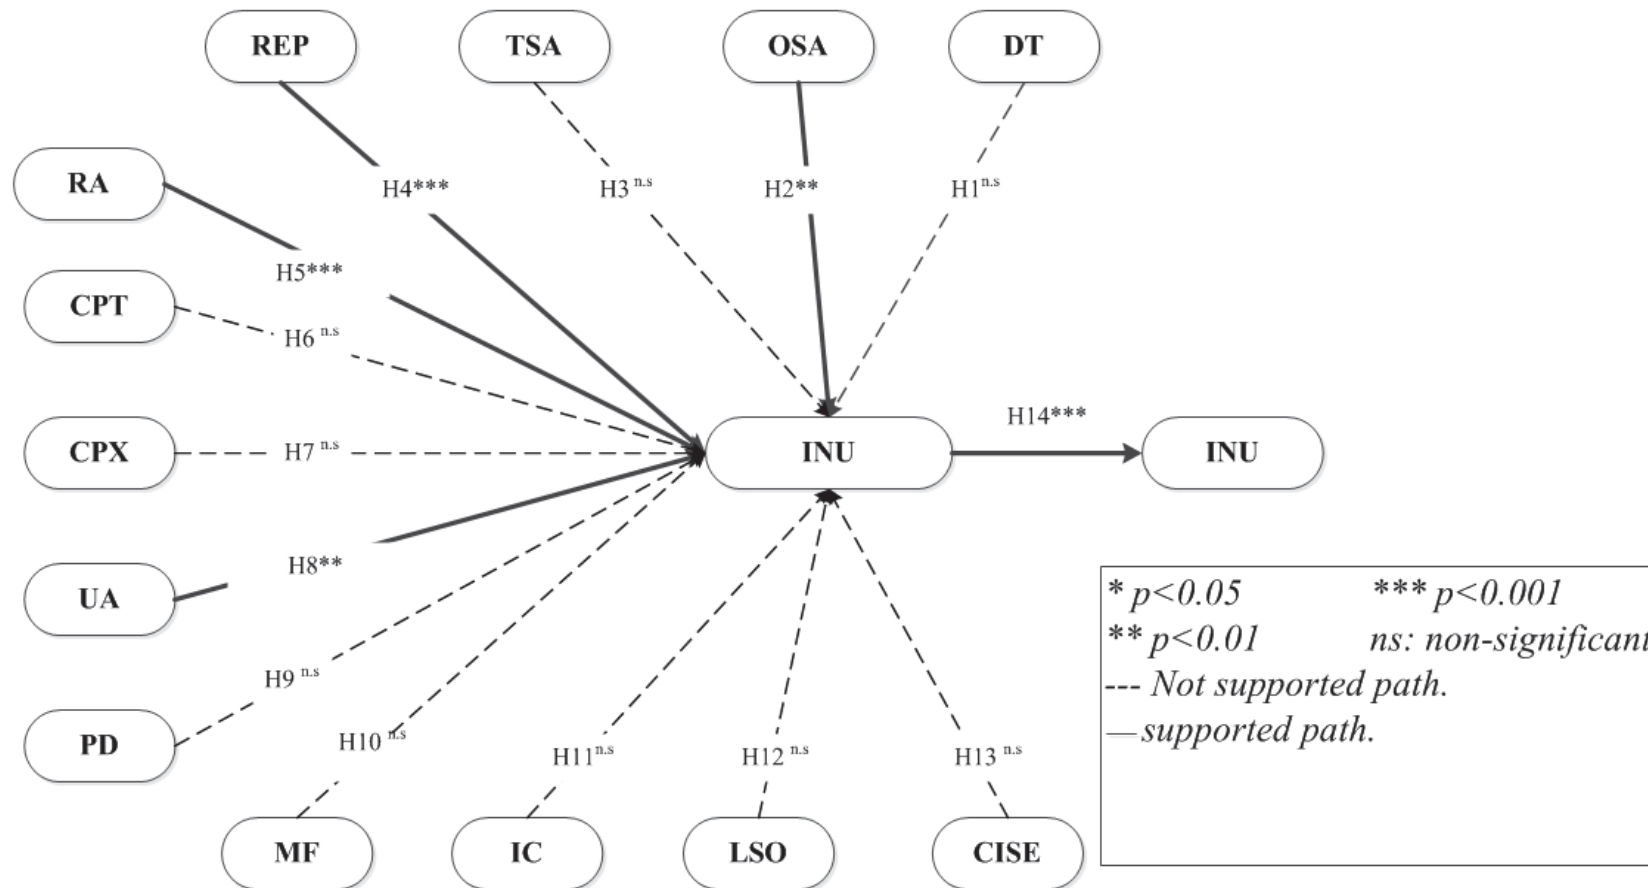 REP TSA OSA DT
RA
H4*** H3 n.s H2** H1 n.s
H5***
CPT
H6 n.s
H14***
CPX H7 n.s INU INU
H8**
UA
* p<0.05 *** p<0.001
** p<0.01 ns: non-significant
--- Not supported path.
— supported path.
H9 n.s
PD
H10 n.s H11 n.s H12 n.s H13 n.s
MF IC LSO CISE